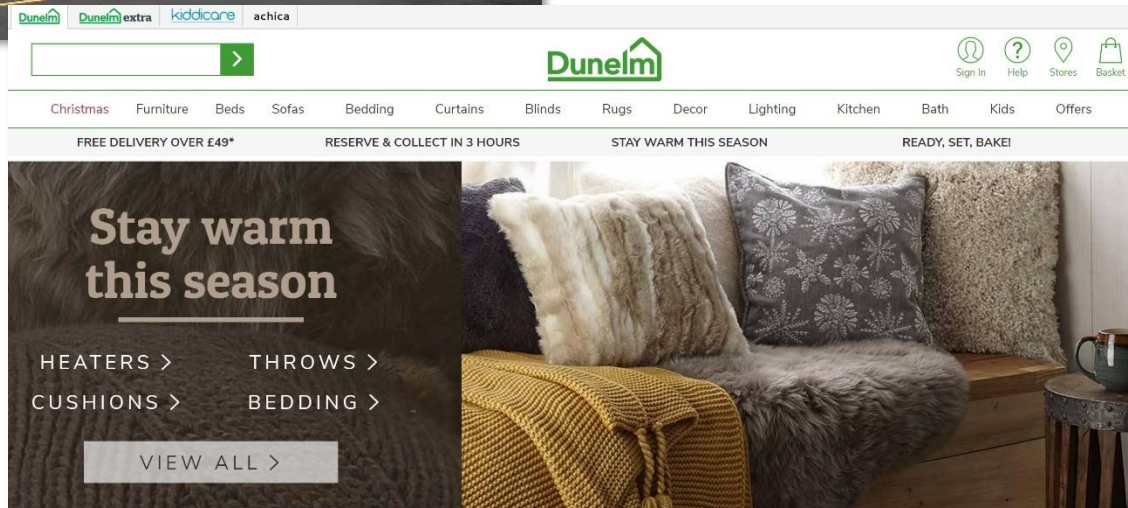 Dunelm Dunelm extra kiddicare achica
Dunelm
Sign In Help Stores Basket
Christmas Furniture Beds Sofas Bedding Curtains Blinds Rugs Decor Lighting Kitchen Bath Kids Offers
FREE DELIVERY OVER £49* RESERVE & COLLECT IN 3 HOURS STAY WARM THIS SEASON READY, SET, BAKE!
Stay warm
this season
HEATERS > THROWS >
CUSHIONS > BEDDING >
VIEW ALL >